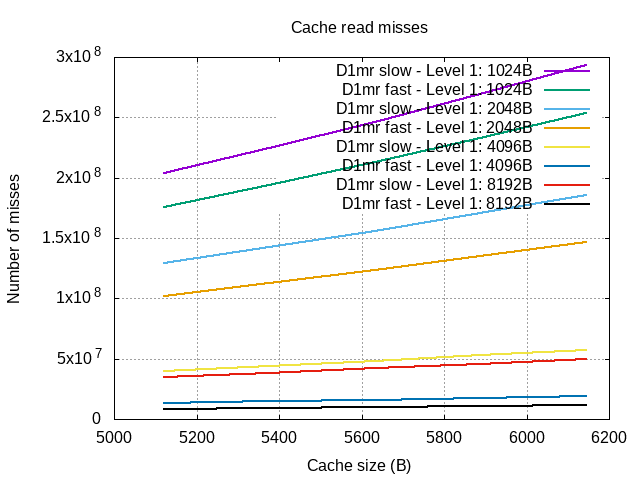 Cache read misses
Number of misses
3x10^8
2.5x10^8
2x10^8
1.5x10^8
1x10^8
5x10^7
0
D1mr slow - Level 1: 1024B
D1mr fast - Level 1: 1024B
D1mr slow - Level 1: 2048B
D1mr fast - Level 1: 2048B
D1mr slow - Level 1: 4096B
D1mr fast - Level 1: 4096B
D1mr slow - Level 1: 8192B
D1mr fast - Level 1: 8192B
5000 5200 5400 5600 5800 6000 6200
Cache size (B)